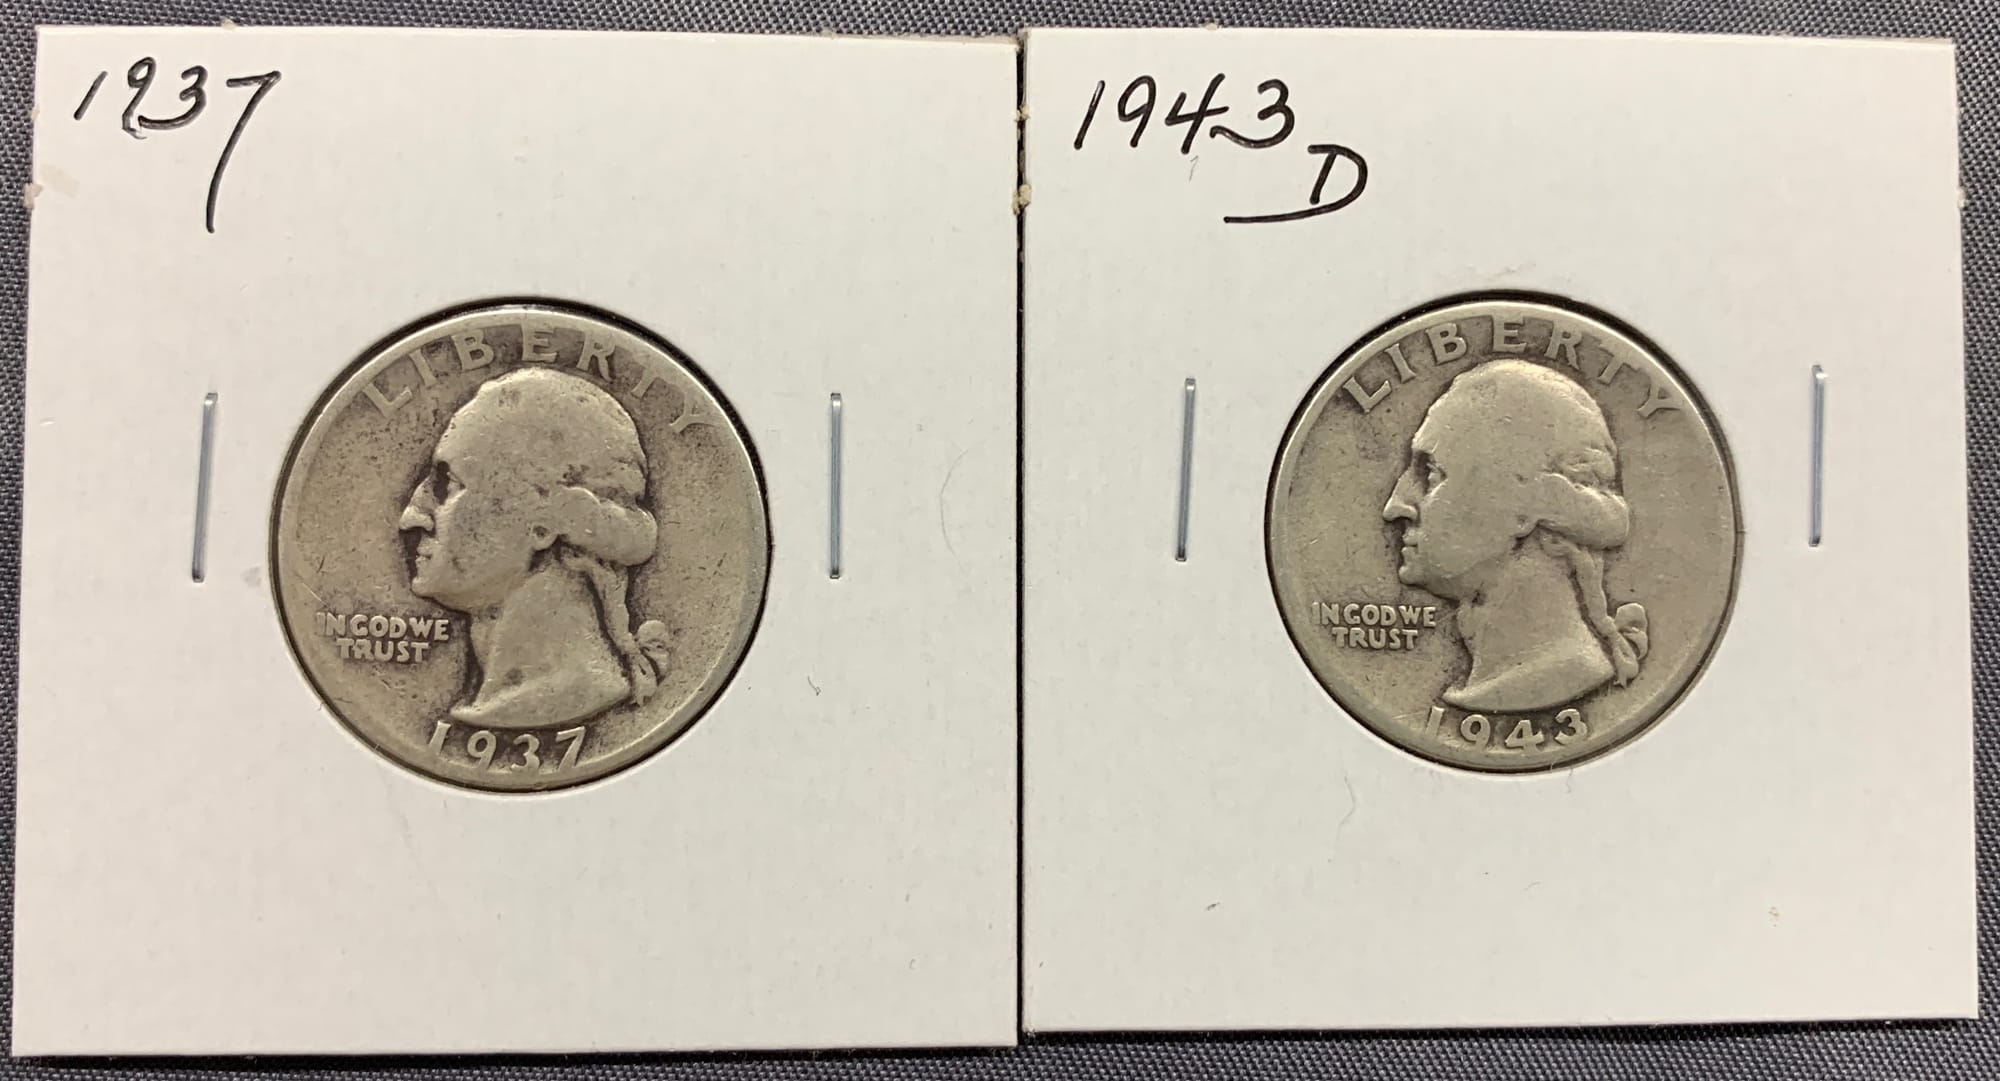 1937
LIBERTY
IN GOD WE
TRUST
1937
1943
D
LIBERTY
IN GOD WE
TRUST
1943